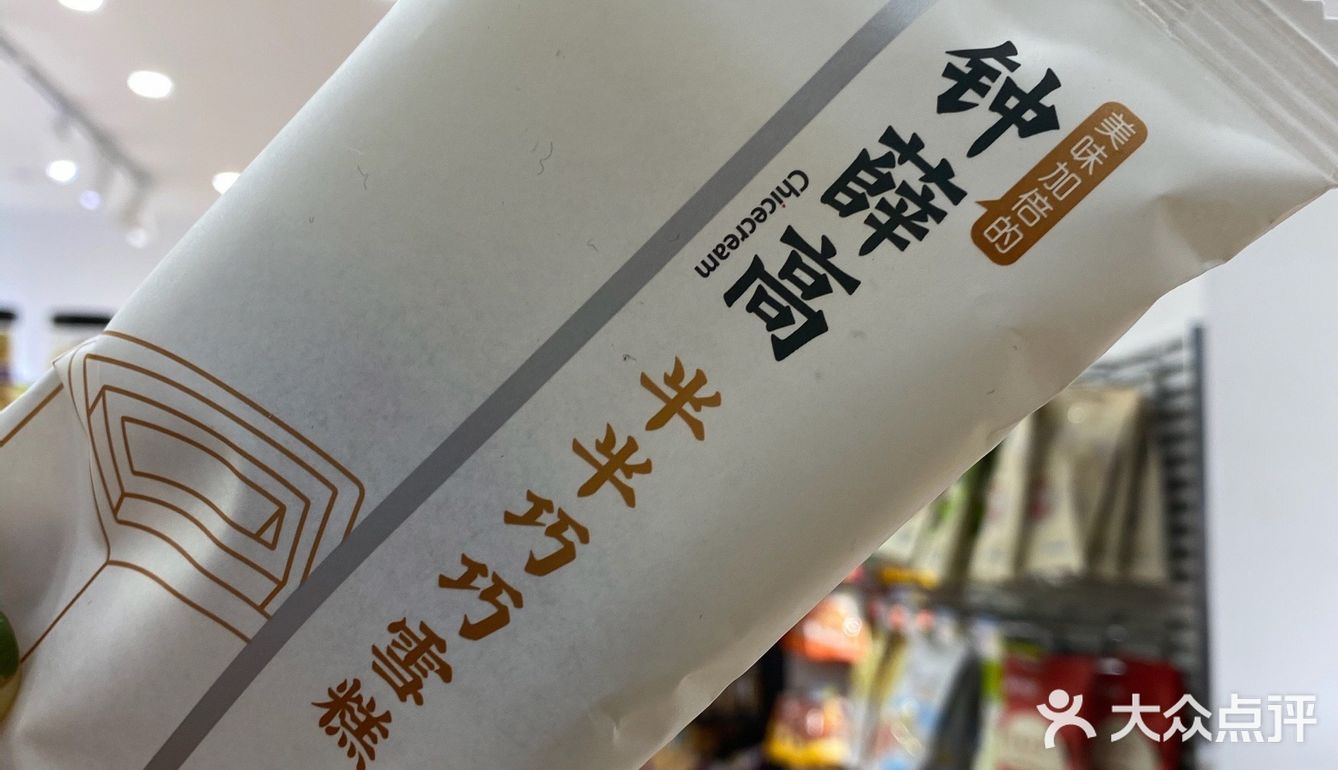 美味加倍的
钟薛高
Chicecream
半半巧巧雪糕
大众点评